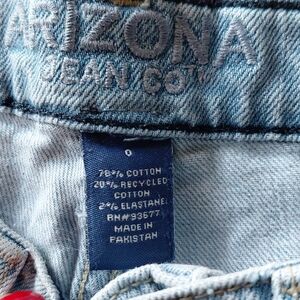 ARIZONA
JEAN CO
0
78% COTTON
20% RECYCLED
COTTON
2% ELASTANE
RN#93677
MADE IN
PAKISTAN